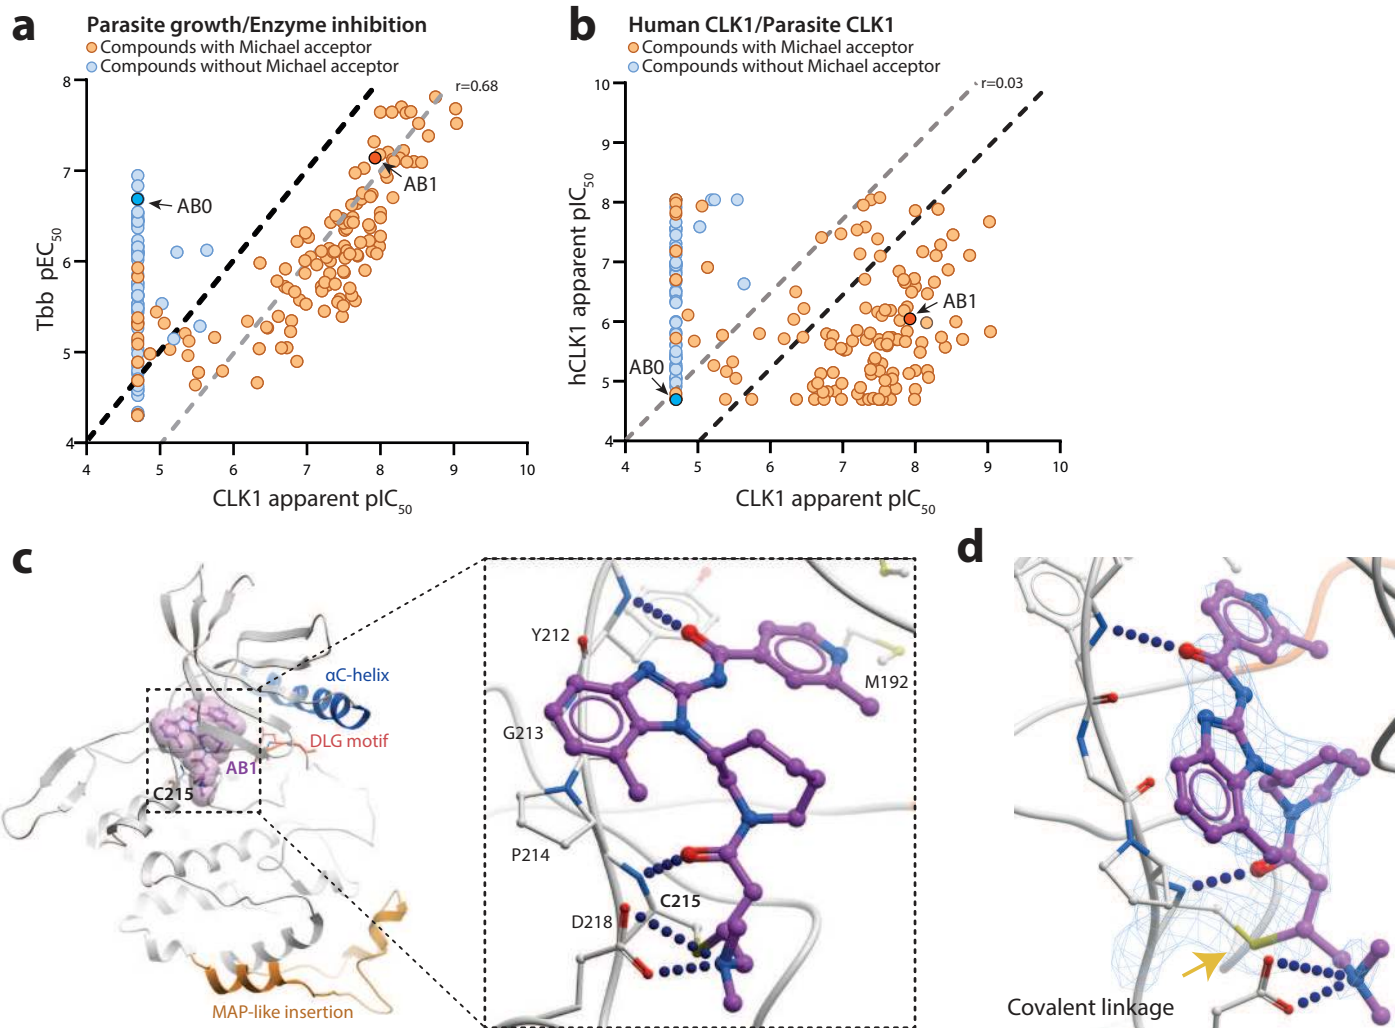 a
Parasite growth/Enzyme inhibition
Compounds with Michael acceptor
Compounds without Michael acceptor
r=0.68
AB0
AB1
8
7
6
5
4
Tbb pEC50
4 5 6 7 8 9 10
CLK1 apparent pIC50
b
Human CLK1/Parasite CLK1
Compounds with Michael acceptor
Compounds without Michael acceptor
r=0.03
AB1
AB0
10
9
8
7
6
5
4
hCLK1 apparent pIC50
4 5 6 7 8 9 10
CLK1 apparent pIC50
c
αC-helix
DLG motif
AB1
C215
MAP-like insertion
Y212
M192
G213
P214
C215
D218
d
Covalent linkage